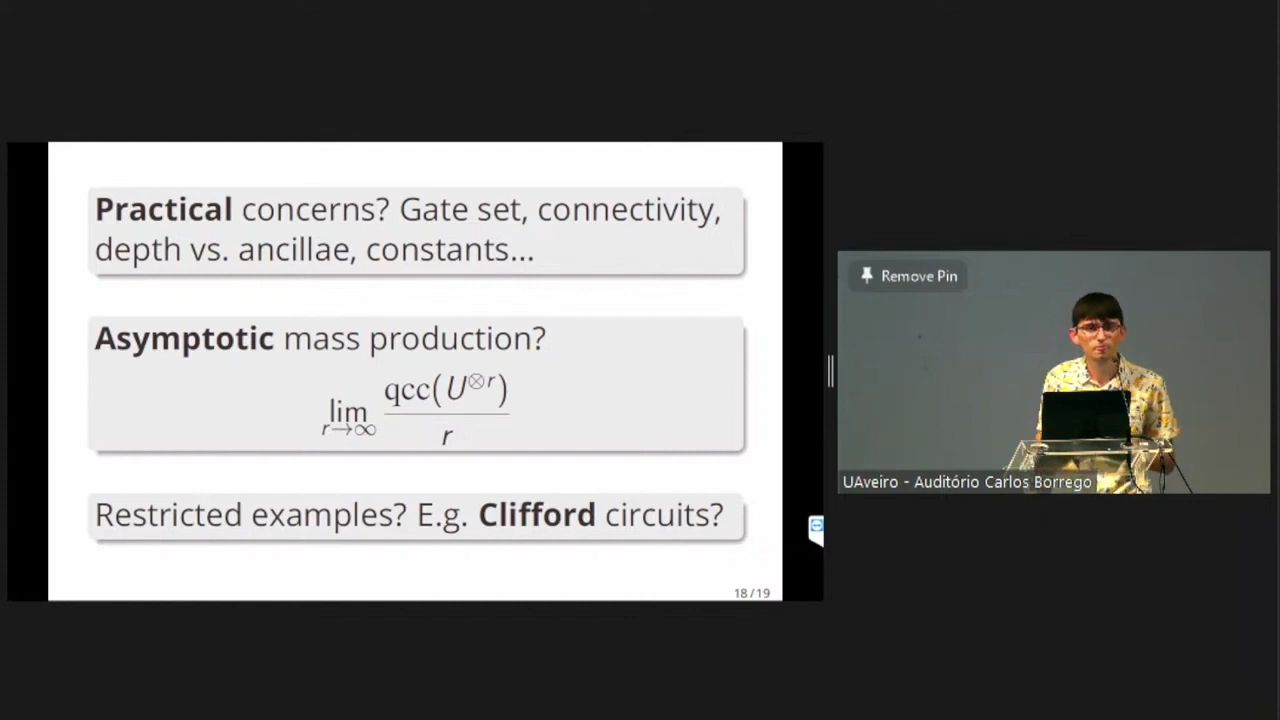 Practical concerns? Gate set, connectivity,
depth vs. ancillae, constants...
Asymptotic mass production?
lim_{r→∞} qcc(U^{⊗r}) / r
Restricted examples? E.g. Clifford circuits?
18/19
Remove Pin
UAveiro - Auditório Carlos Borrego